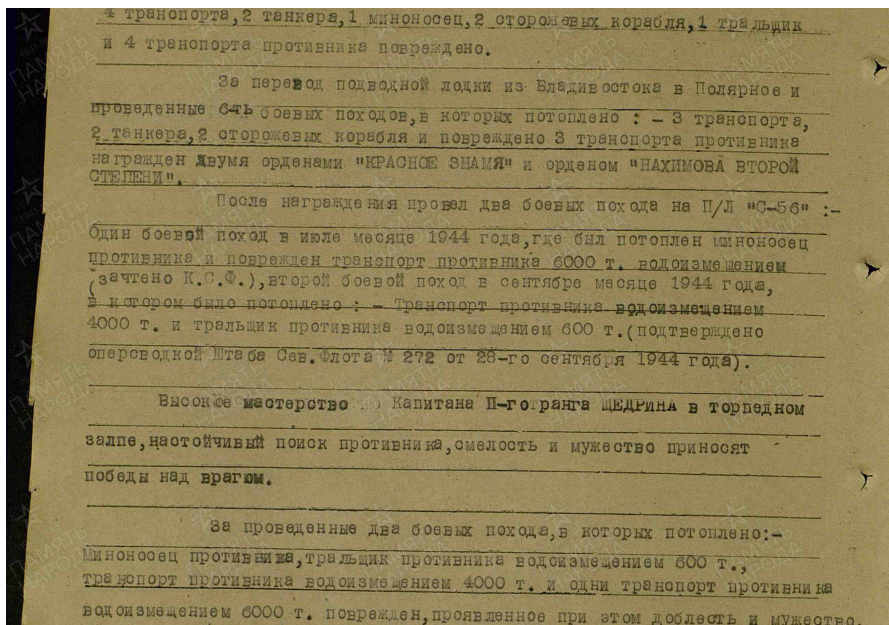 4 транспорта,2 танкера,1 миноносец,2 сторожевых корабля,1 тральщик
и 4 транспорта противника повреждено.
За перевод подводной лодки из Владивостока в Полярное и
проведенные 6-ть боевых походов,в которых потоплено : - 3 транспорта,
2 танкера,2 сторожевых корабля и повреждено 3 транспорта противника
награжден двумя орденами "КРАСНОЕ ЗНАМЯ" и орденом "НАХИМОВА ВТОРОЙ
СТЕПЕНИ".
После награждения провел два боевых похода на П/Л "С-56" :-
Один боевой поход в июле месяце 1944 года,где был потоплен миноносец
противника и поврежден транспорт противника 6000 т. водоизмещением
(зачтено К.С.Ф.),второй боевой поход в сентябре месяце 1944 года,
в котором было потоплено : - Транспорт противника водоизмещением
4000 т. и тральщик противника водоизмещением 600 т.(подтверждено
оперсводкой Штаба Сев.Флота № 272 от 28-го сентября 1944 года).
Высокое мастерство Капитана П-го ранга ЩЕДРИНА в торпедном
залпе,настойчивый поиск противника,смелость и мужество приносят
победы над врагом.
За проведенные два боевых похода,в которых потоплено:-
Миноносец противника,тральщик противника водоизмещением 600 т.,
транспорт противника водоизмещением 4000 т. и одни транспорт противника
водоизмещением 6000 т. поврежден,проявленное при этом доблесть и мужество.
ПАМЯТЬ НАРОДА